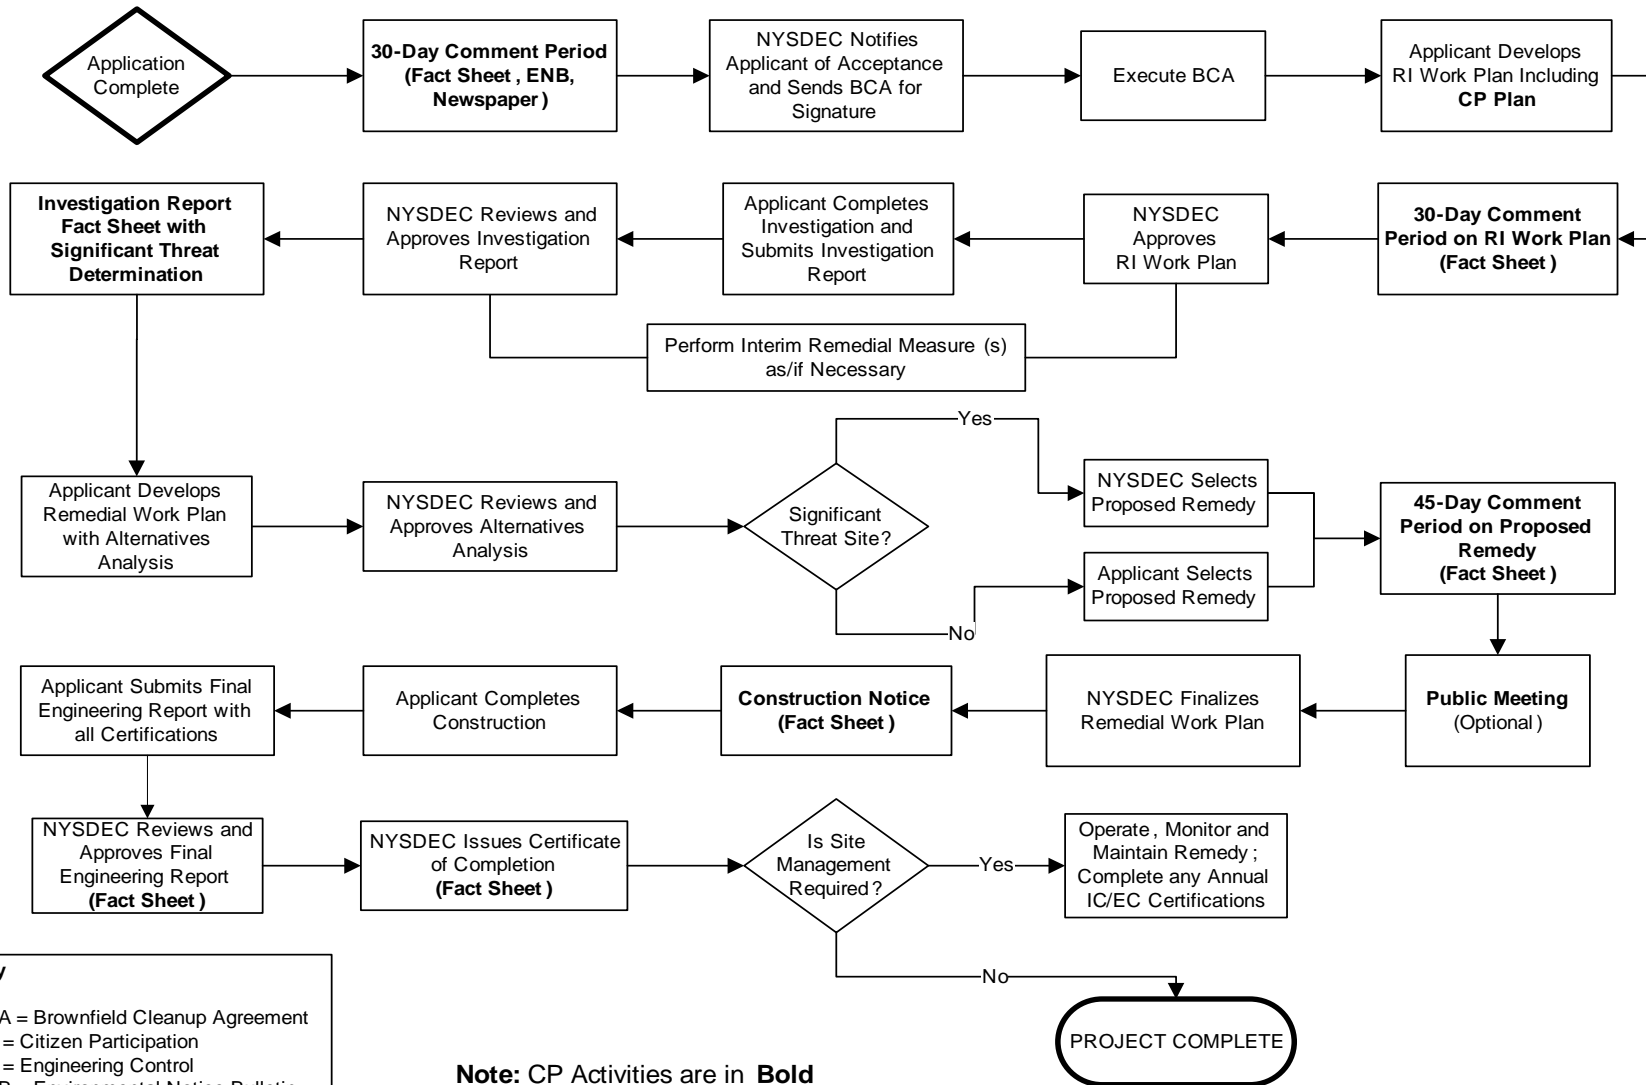 Application
Complete
30-Day Comment Period
(Fact Sheet, ENB,
Newspaper)
NYSDEC Notifies
Applicant of Acceptance
and Sends BCA for
Signature
Execute BCA
Applicant Develops
RI Work Plan Including
CP Plan
Investigation Report
Fact Sheet with
Significant Threat
Determination
NYSDEC Reviews and
Approves Investigation
Report
Applicant Completes
Investigation and
Submits Investigation
Report
NYSDEC
Approves
RI Work Plan
30-Day Comment
Period on RI Work Plan
(Fact Sheet)
Perform Interim Remedial Measure (s)
as/if Necessary
Applicant Develops
Remedial Work Plan
with Alternatives
Analysis
NYSDEC Reviews and
Approves Alternatives
Analysis
Significant
Threat Site?
Yes
No
NYSDEC Selects
Proposed Remedy
Applicant Selects
Proposed Remedy
45-Day Comment
Period on Proposed
Remedy
(Fact Sheet)
Applicant Submits Final
Engineering Report with
all Certifications
Applicant Completes
Construction
Construction Notice
(Fact Sheet)
NYSDEC Finalizes
Remedial Work Plan
Public Meeting
(Optional)
NYSDEC Reviews and
Approves Final
Engineering Report
(Fact Sheet)
NYSDEC Issues Certificate
of Completion
(Fact Sheet)
Is Site
Management
Required?
Yes
No
Operate, Monitor and
Maintain Remedy;
Complete any Annual
IC/EC Certifications
PROJECT COMPLETE
A = Brownfield Cleanup Agreement
= Citizen Participation
= Engineering Control
Note: CP Activities are in Bold